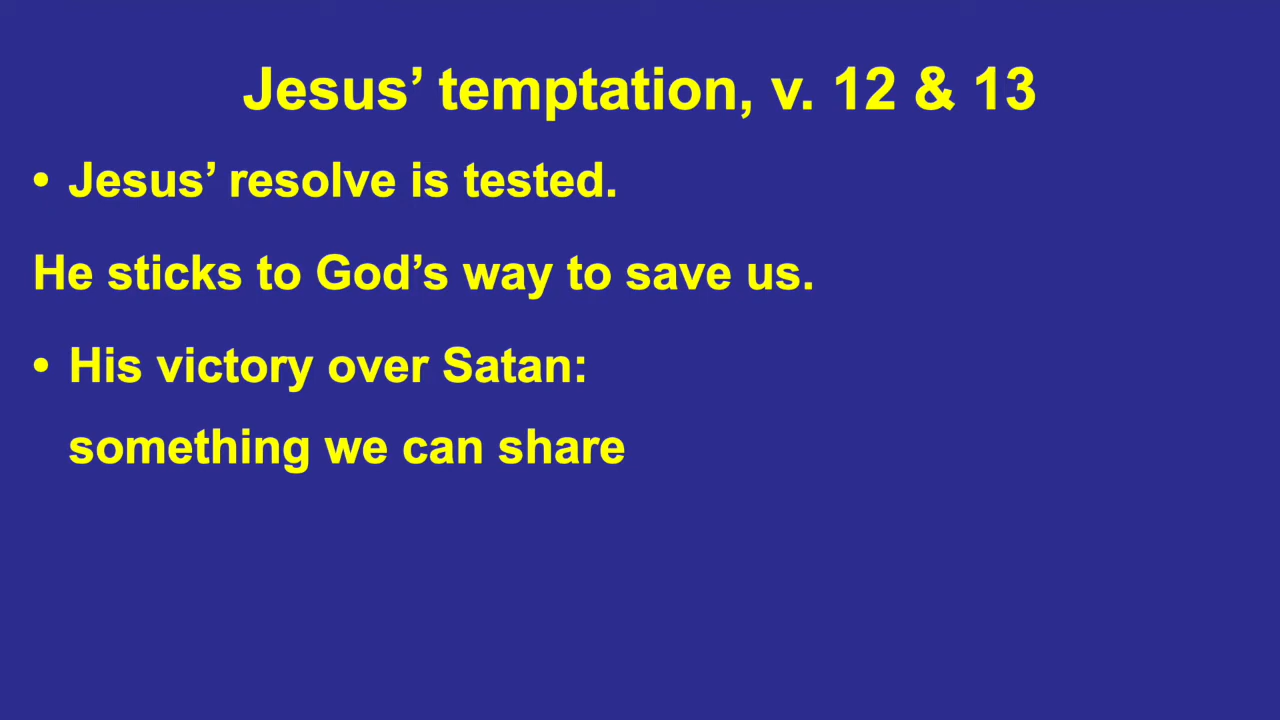 Jesus’ temptation, v. 12 & 13
• Jesus’ resolve is tested.
He sticks to God’s way to save us.
• His victory over Satan:
something we can share